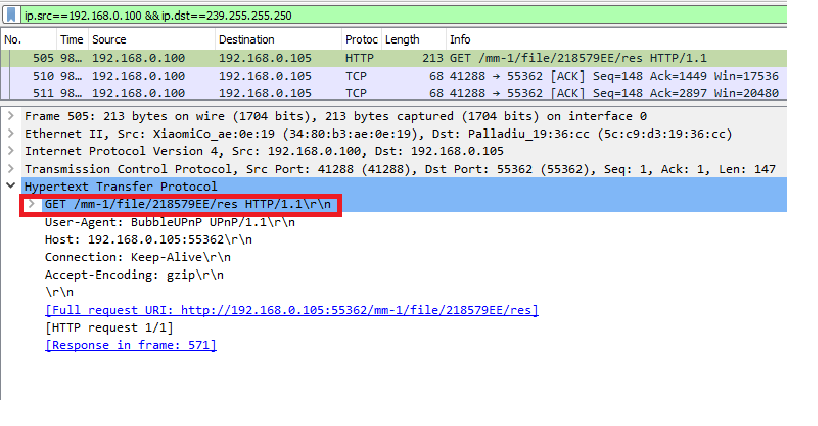 ip.src==192.168.0.100 && ip.dst==239.255.255.250
No. Time Source Destination Protoc Length Info
505 98… 192.168.0.100 192.168.0.105 HTTP 213 GET /mm-1/file/218579EE/res HTTP/1.1
510 98… 192.168.0.100 192.168.0.105 TCP 68 41288 → 55362 [ACK] Seq=148 Ack=1449 Win=17536
511 98… 192.168.0.100 192.168.0.105 TCP 68 41288 → 55362 [ACK] Seq=148 Ack=2897 Win=20480
Frame 505: 213 bytes on wire (1704 bits), 213 bytes captured (1704 bits) on interface 0
Ethernet II, Src: XiaomiCo_ae:0e:19 (34:80:b3:ae:0e:19), Dst: Palladiu_19:36:cc (5c:c9:d3:19:36:cc)
Internet Protocol Version 4, Src: 192.168.0.100, Dst: 192.168.0.105
Transmission Control Protocol, Src Port: 41288 (41288), Dst Port: 55362 (55362), Seq: 1, Ack: 1, Len: 147
Hypertext Transfer Protocol
GET /mm-1/file/218579EE/res HTTP/1.1\r\n
User-Agent: BubbleUPnP UPnP/1.1\r\n
Host: 192.168.0.105:55362\r\n
Connection: Keep-Alive\r\n
Accept-Encoding: gzip\r\n
\r\n
[Full request URI: http://192.168.0.105:55362/mm-1/file/218579EE/res]
[HTTP request 1/1]
[Response in frame: 571]